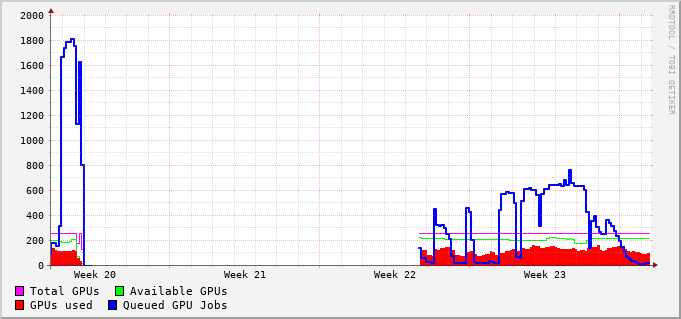 RRDTOOL / TOBI OETIKER
2000
1800
1600
1400
1200
1000
800
600
400
200
0
Week 20 Week 21 Week 22 Week 23
Total GPUs Available GPUs
GPUs used Queued GPU Jobs